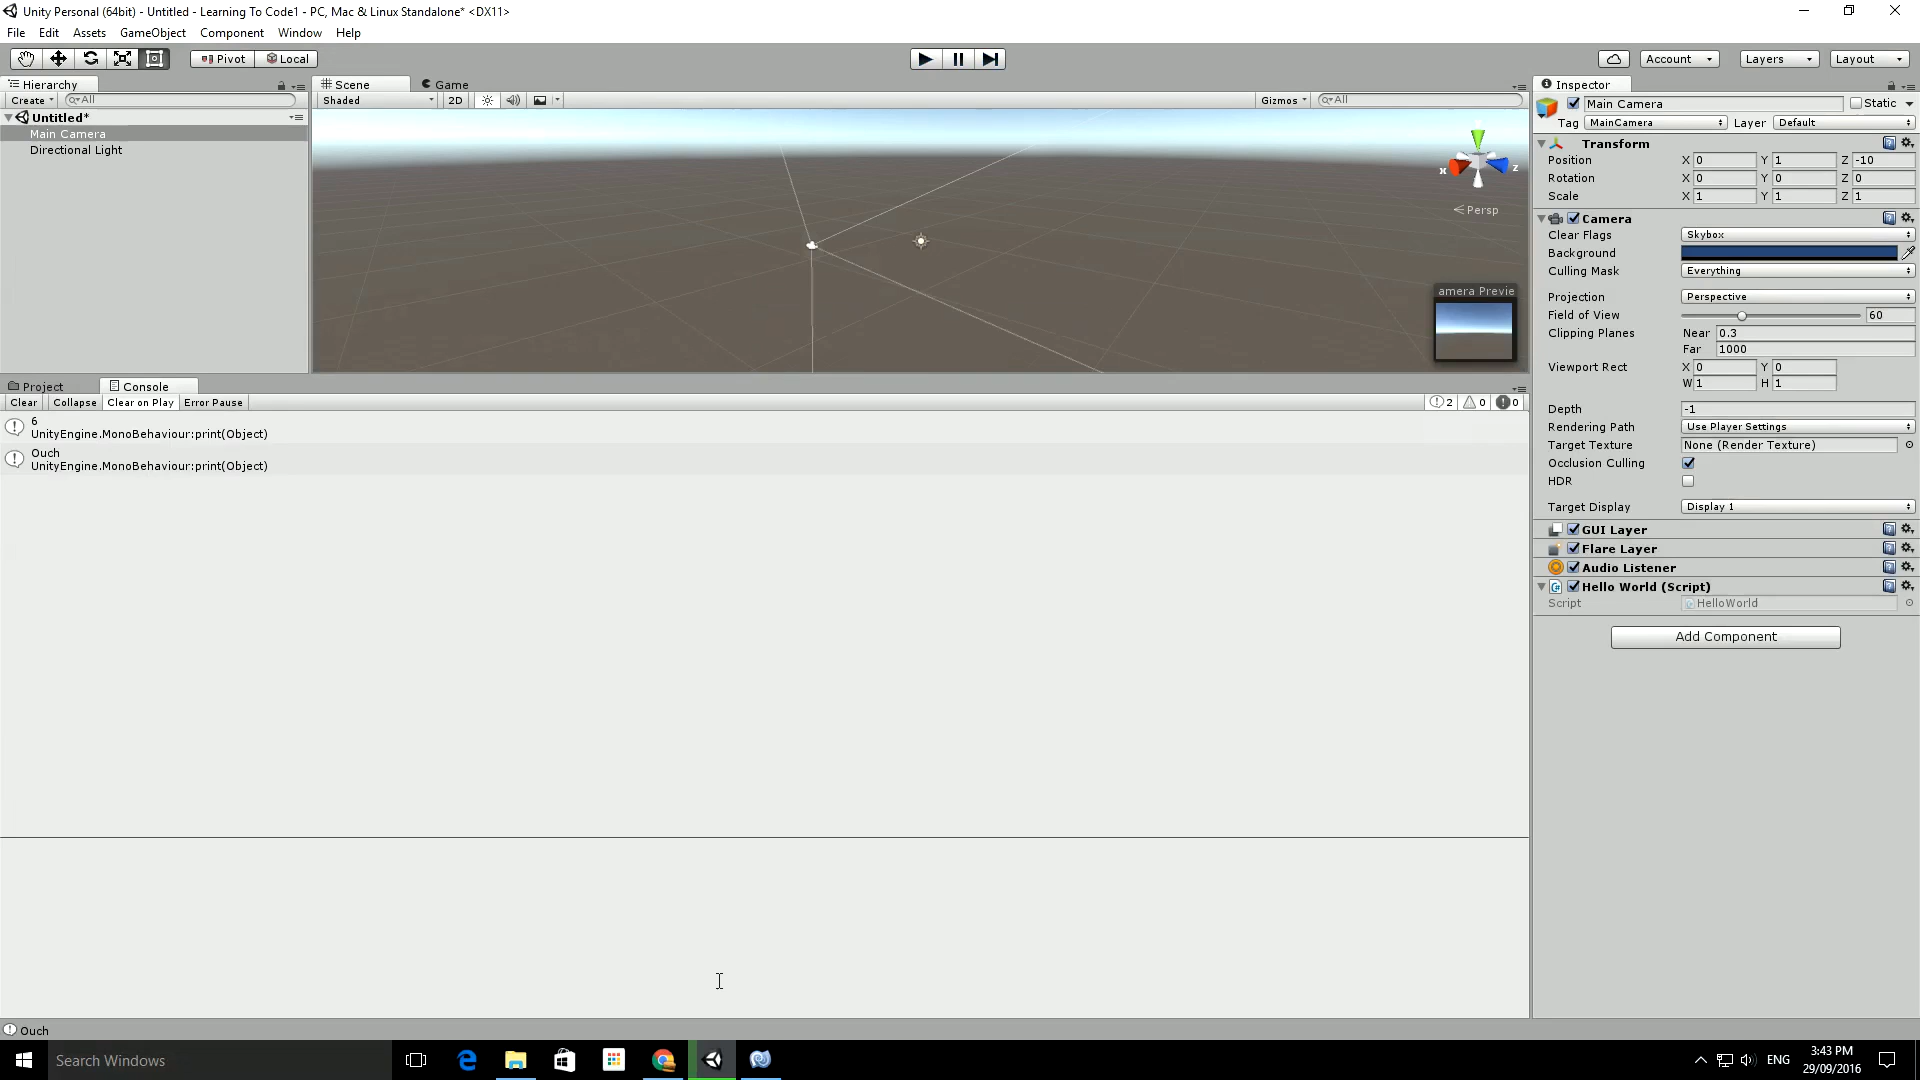 Unity Personal (64bit) - Untitled - Learning To Code1 - PC, Mac & Linux Standalone* <DX11>
File Edit Assets GameObject Component Window Help
Pivot Local Account Layers Layout
Hierarchy
Create All
Untitled*
Main Camera
Directional Light
Scene Game
Shaded 2D Gizmos All
x z
Persp
amera Previe
Project Console
Clear Collapse Clear on Play Error Pause 2 0 0
6
UnityEngine.MonoBehaviour:print(Object)
Ouch
UnityEngine.MonoBehaviour:print(Object)
Inspector
Main Camera Static
Tag MainCamera Layer Default
Transform
Position X 0 Y 1 Z -10
Rotation X 0 Y 0 Z 0
Scale X 1 Y 1 Z 1
Camera
Clear Flags Skybox
Background
Culling Mask Everything
Projection Perspective
Field of View 60
Clipping Planes Near 0.3
Far 1000
Viewport Rect X 0 Y 0
W 1 H 1
Depth -1
Rendering Path Use Player Settings
Target Texture None (Render Texture)
Occlusion Culling
HDR
Target Display Display 1
GUI Layer
Flare Layer
Audio Listener
Hello World (Script)
Script HelloWorld
Add Component
Ouch
Search Windows ENG 3:43 PM
29/09/2016